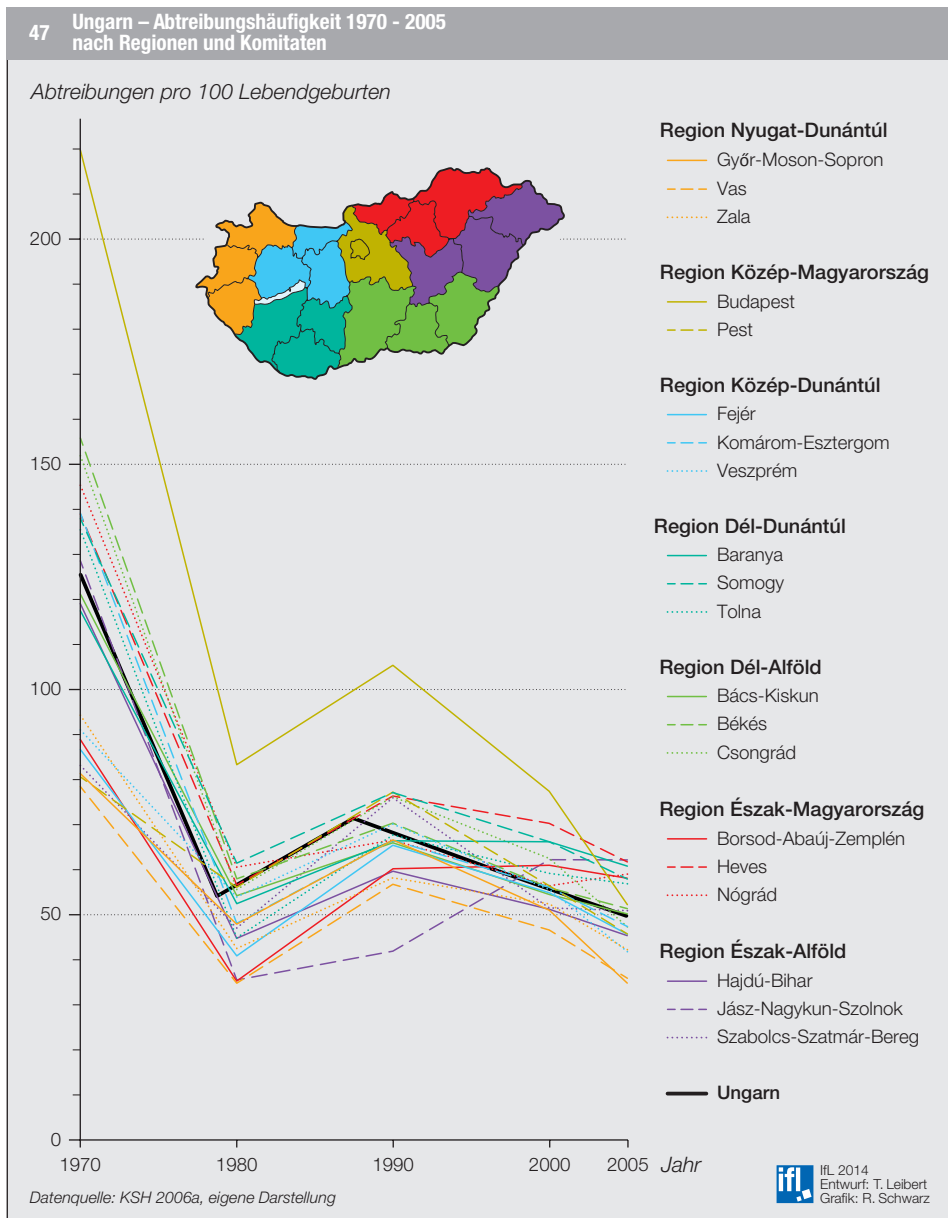 47
Ungarn – Abtreibungshäufigkeit 1970 - 2005
nach Regionen und Komitaten
Abtreibungen pro 100 Lebendgeburten
200
150
100
50
0
1970
1980
1990
2000
2005
Jahr
Region Nyugat-Dunántúl
Győr-Moson-Sopron
Vas
Zala
Region Közép-Magyarország
Budapest
Pest
Region Közép-Dunántúl
Fejér
Komárom-Esztergom
Veszprém
Region Dél-Dunántúl
Baranya
Somogy
Tolna
Region Dél-Alföld
Bács-Kiskun
Békés
Csongrád
Region Észak-Magyarország
Borsod-Abaúj-Zemplén
Heves
Nógrád
Region Észak-Alföld
Hajdú-Bihar
Jász-Nagykun-Szolnok
Szabolcs-Szatmár-Bereg
Ungarn
Datenquelle: KSH 2006a, eigene Darstellung
ifl
IfL 2014
Entwurf: T. Leibert
Grafik: R. Schwarz